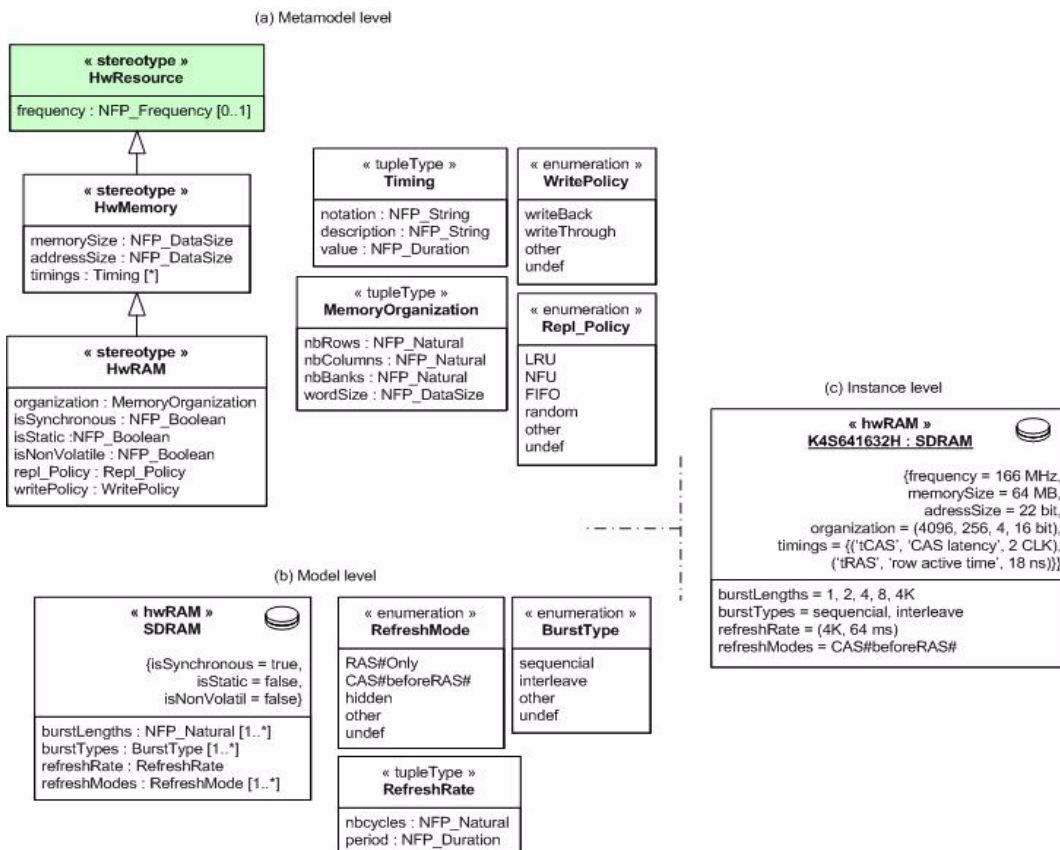 (a) Metamodel level
« stereotype »
HwResource
frequency : NFP_Frequency [0..1]
« stereotype »
HwMemory
memorySize : NFP_DataSize
addressSize : NFP_DataSize
timings : Timing [*]
« stereotype »
HwRAM
organization : MemoryOrganization
isSynchronous : NFP_Boolean
isStatic :NFP_Boolean
isNonVolatile : NFP_Boolean
repl_Policy : Repl_Policy
writePolicy : WritePolicy
« tupleType »
Timing
notation : NFP_String
description : NFP_String
value : NFP_Duration
« enumeration »
WritePolicy
writeBack
writeThrough
other
undef
« tupleType »
MemoryOrganization
nbRows : NFP_Natural
nbColumns : NFP_Natural
nbBanks : NFP_Natural
wordSize : NFP_DataSize
« enumeration »
Repl_Policy
LRU
NFU
FIFO
random
other
undef
(c) Instance level
« hwRAM »
K4S641632H : SDRAM
{frequency = 166 MHz,
memorySize = 64 MB,
adressSize = 22 bit,
organization = (4096, 256, 4, 16 bit),
timings = {(‘tCAS’, ‘CAS latency’, 2 CLK),
(‘tRAS’, ‘row active time’, 18 ns)}}
burstLengths = 1, 2, 4, 8, 4K
burstTypes = sequencial, interleave
refreshRate = (4K, 64 ms)
refreshModes = CAS#beforeRAS#
(b) Model level
« hwRAM »
SDRAM
{isSynchronous = true,
isStatic = false,
isNonVolatil = false}
burstLengths : NFP_Natural [1..*]
burstTypes : BurstType [1..*]
refreshRate : RefreshRate
refreshModes : RefreshMode [1..*]
« enumeration »
RefreshMode
RAS#Only
CAS#beforeRAS#
hidden
other
undef
« enumeration »
BurstType
sequencial
interleave
other
undef
« tupleType »
RefreshRate
nbcycles : NFP_Natural
period : NFP_Duration